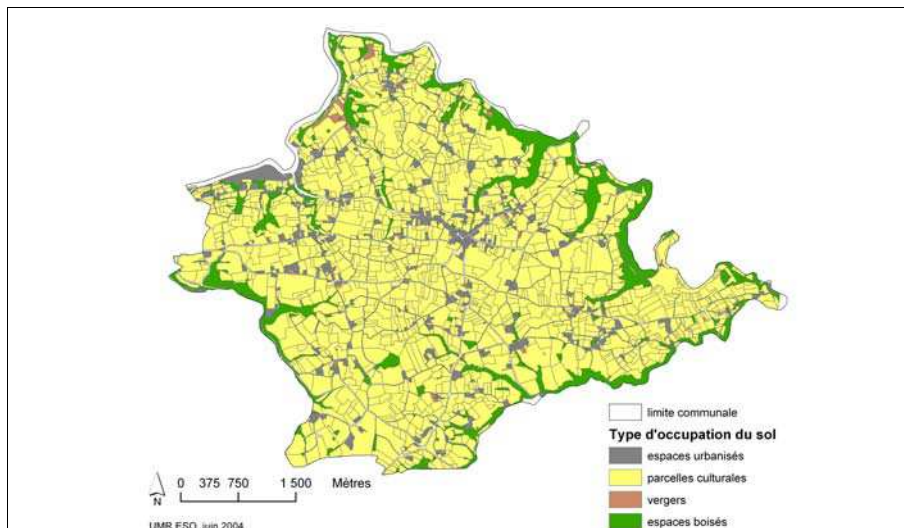 limite communale
Type d'occupation du sol
espaces urbanisés
parcelles culturales
vergers
espaces boisés
N
0 375 750 1 500 Mètres
UMR ESO, juin 2004